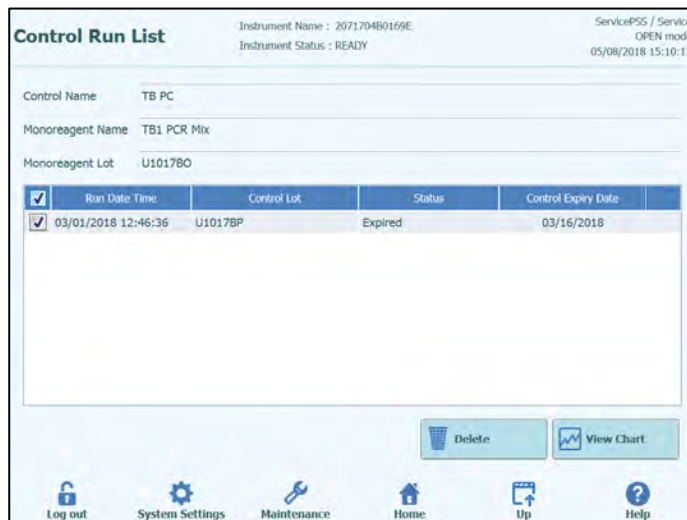 Control Run List
Instrument Name : 2071704B0169E
Instrument Status : READY
ServicePSS / Servic
OPEN mod
05/08/2018 15:10:1
Control Name TB PC
Monoreagent Name TB1 PCR Mix
Monoreagent Lot U1017BO
Run Date Time Control Lot Status Control Expiry Date
03/01/2018 12:46:36 U1017BP Expired 03/16/2018
Delete View Chart
Log out System Settings Maintenance Home Up Help